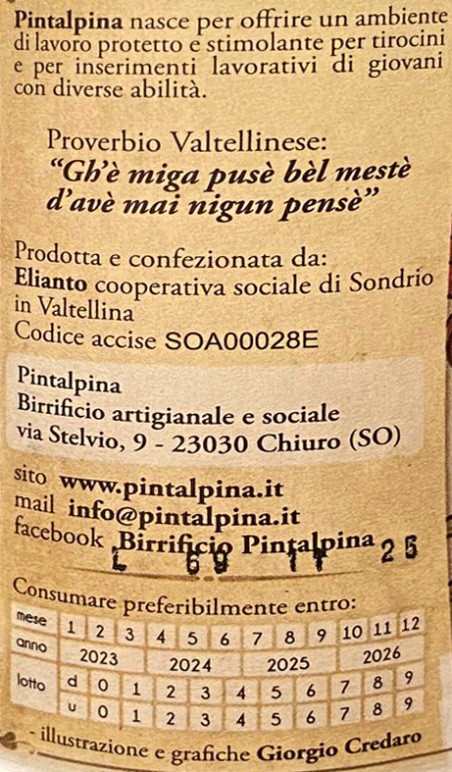 Pintalpina nasce per offrire un ambiente
di lavoro protetto e stimolante per tirocini
e per inserimenti lavorativi di giovani
con diverse abilità.
Proverbio Valtellinese:
“Gh'è miga pusè bèl mestè
d'avè mai nigun pensè”
Prodotta e confezionata da:
Elianto cooperativa sociale di Sondrio
in Valtellina
Codice accise SOA00028E
Pintalpina
Birrificio artigianale e sociale
via Stelvio, 9 - 23030 Chiuro (SO)
sito www.pintalpina.it
mail info@pintalpina.it
facebook Birrificio Pintalpina
L 69 11 25
Consumare preferibilmente entro:
mese 1 2 3 4 5 6 7 8 9 10 11 12
anno 2023 2024 2025 2026
lotto d 0 1 2 3 4 5 6 7 8 9
u 0 1 2 3 4 5 6 7 8 9
- illustrazione e grafiche Giorgio Credaro